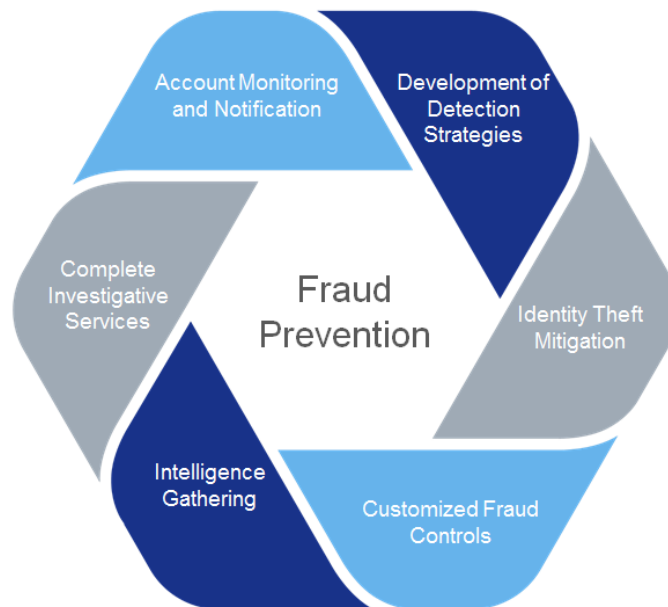 Account Monitoring
and Notification
Development of
Detection
Strategies
Complete
Investigative
Services
Fraud
Prevention
Identity Theft
Mitigation
Intelligence
Gathering
Customized Fraud
Controls